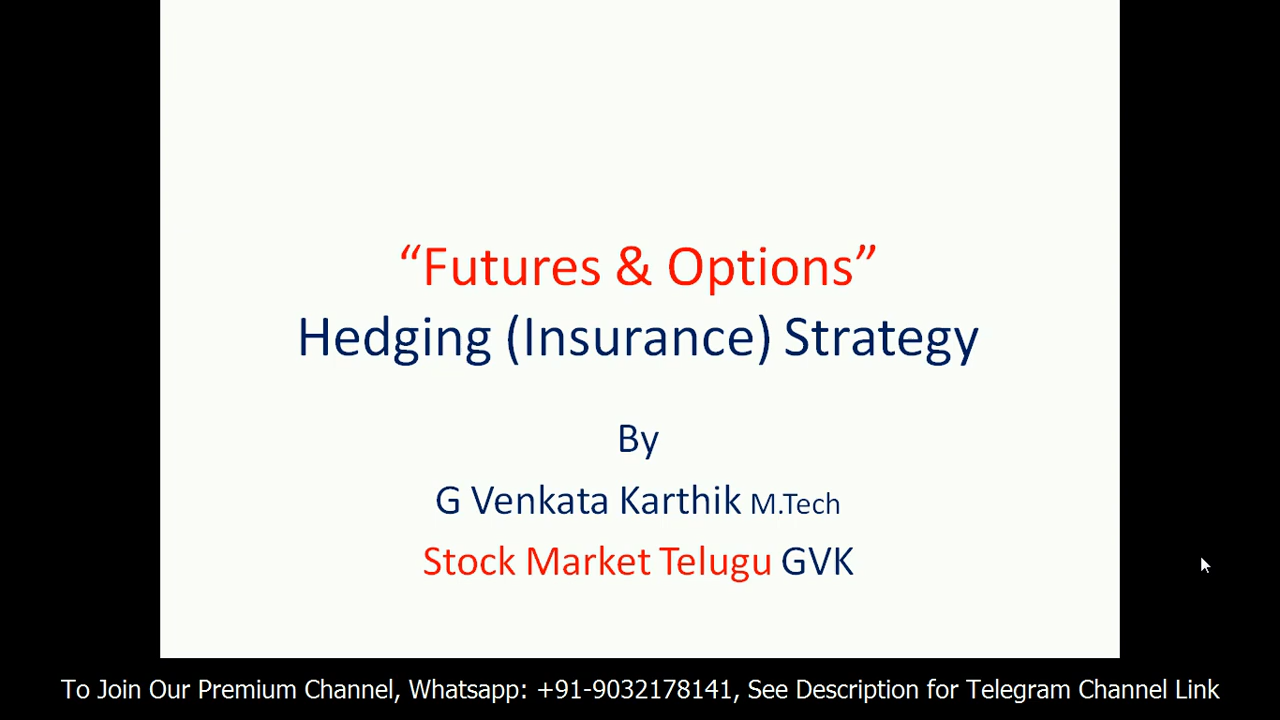 “Futures & Options”
Hedging (Insurance) Strategy
By
G Venkata Karthik M.Tech
Stock Market Telugu GVK
To Join Our Premium Channel, Whatsapp: +91-9032178141, See Description for Telegram Channel Link